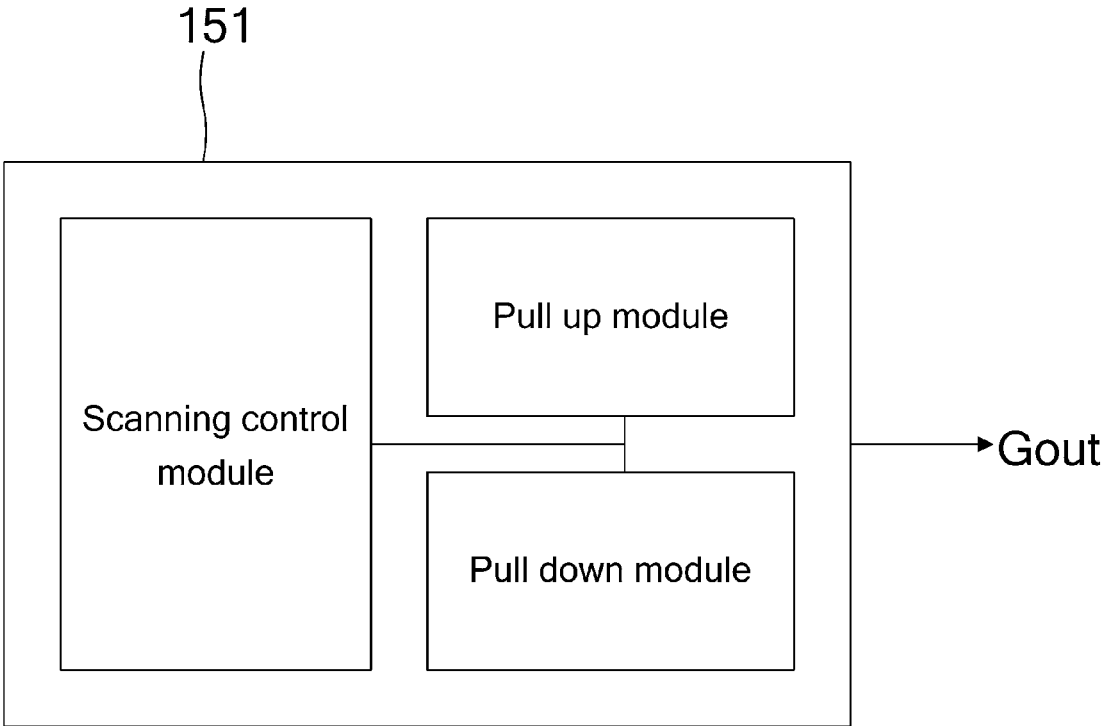 151
Pull up module
Scanning control
module
Gout
Pull down module